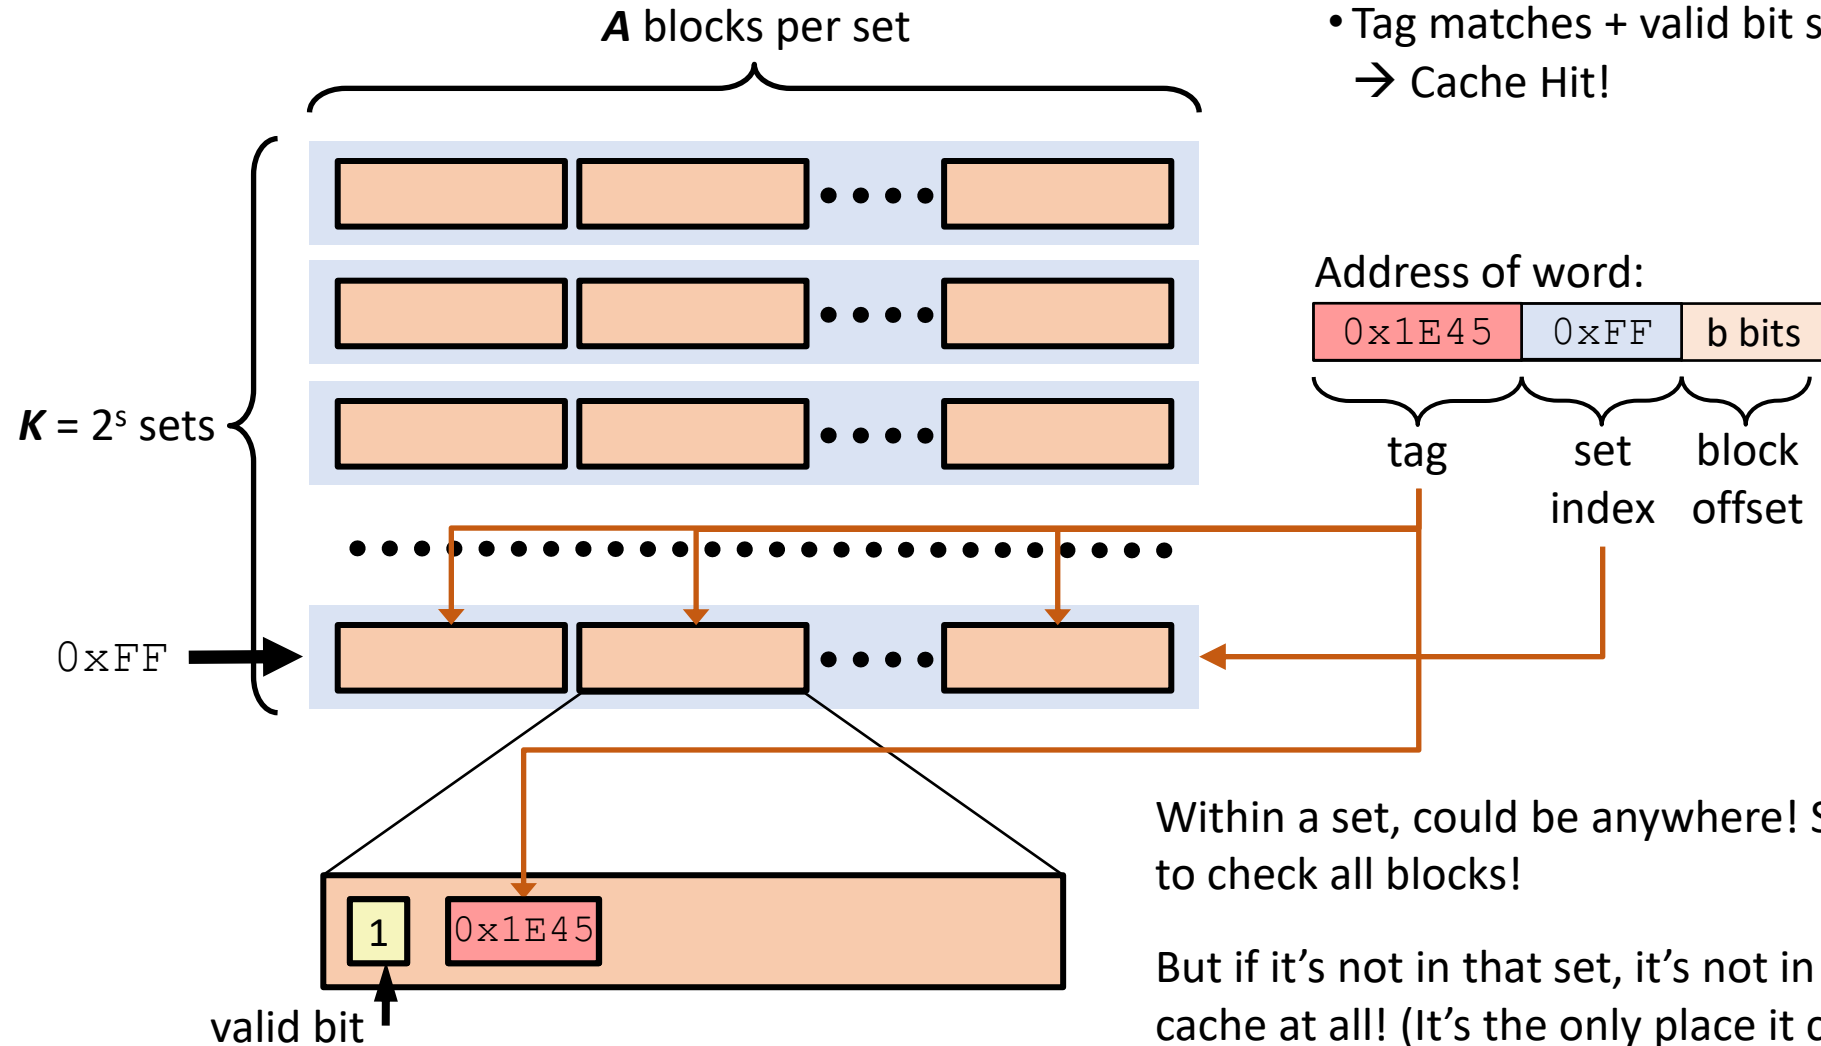 A blocks per set
• Tag matches + valid bit s
→ Cache Hit!
Address of word:
0x1E45 0xFF b bits
K = 2ˢ sets
tag set block
index offset
0xFF
Within a set, could be anywhere! S
to check all blocks!
1 0x1E45
But if it’s not in that set, it’s not in
cache at all! (It’s the only place it c
valid bit